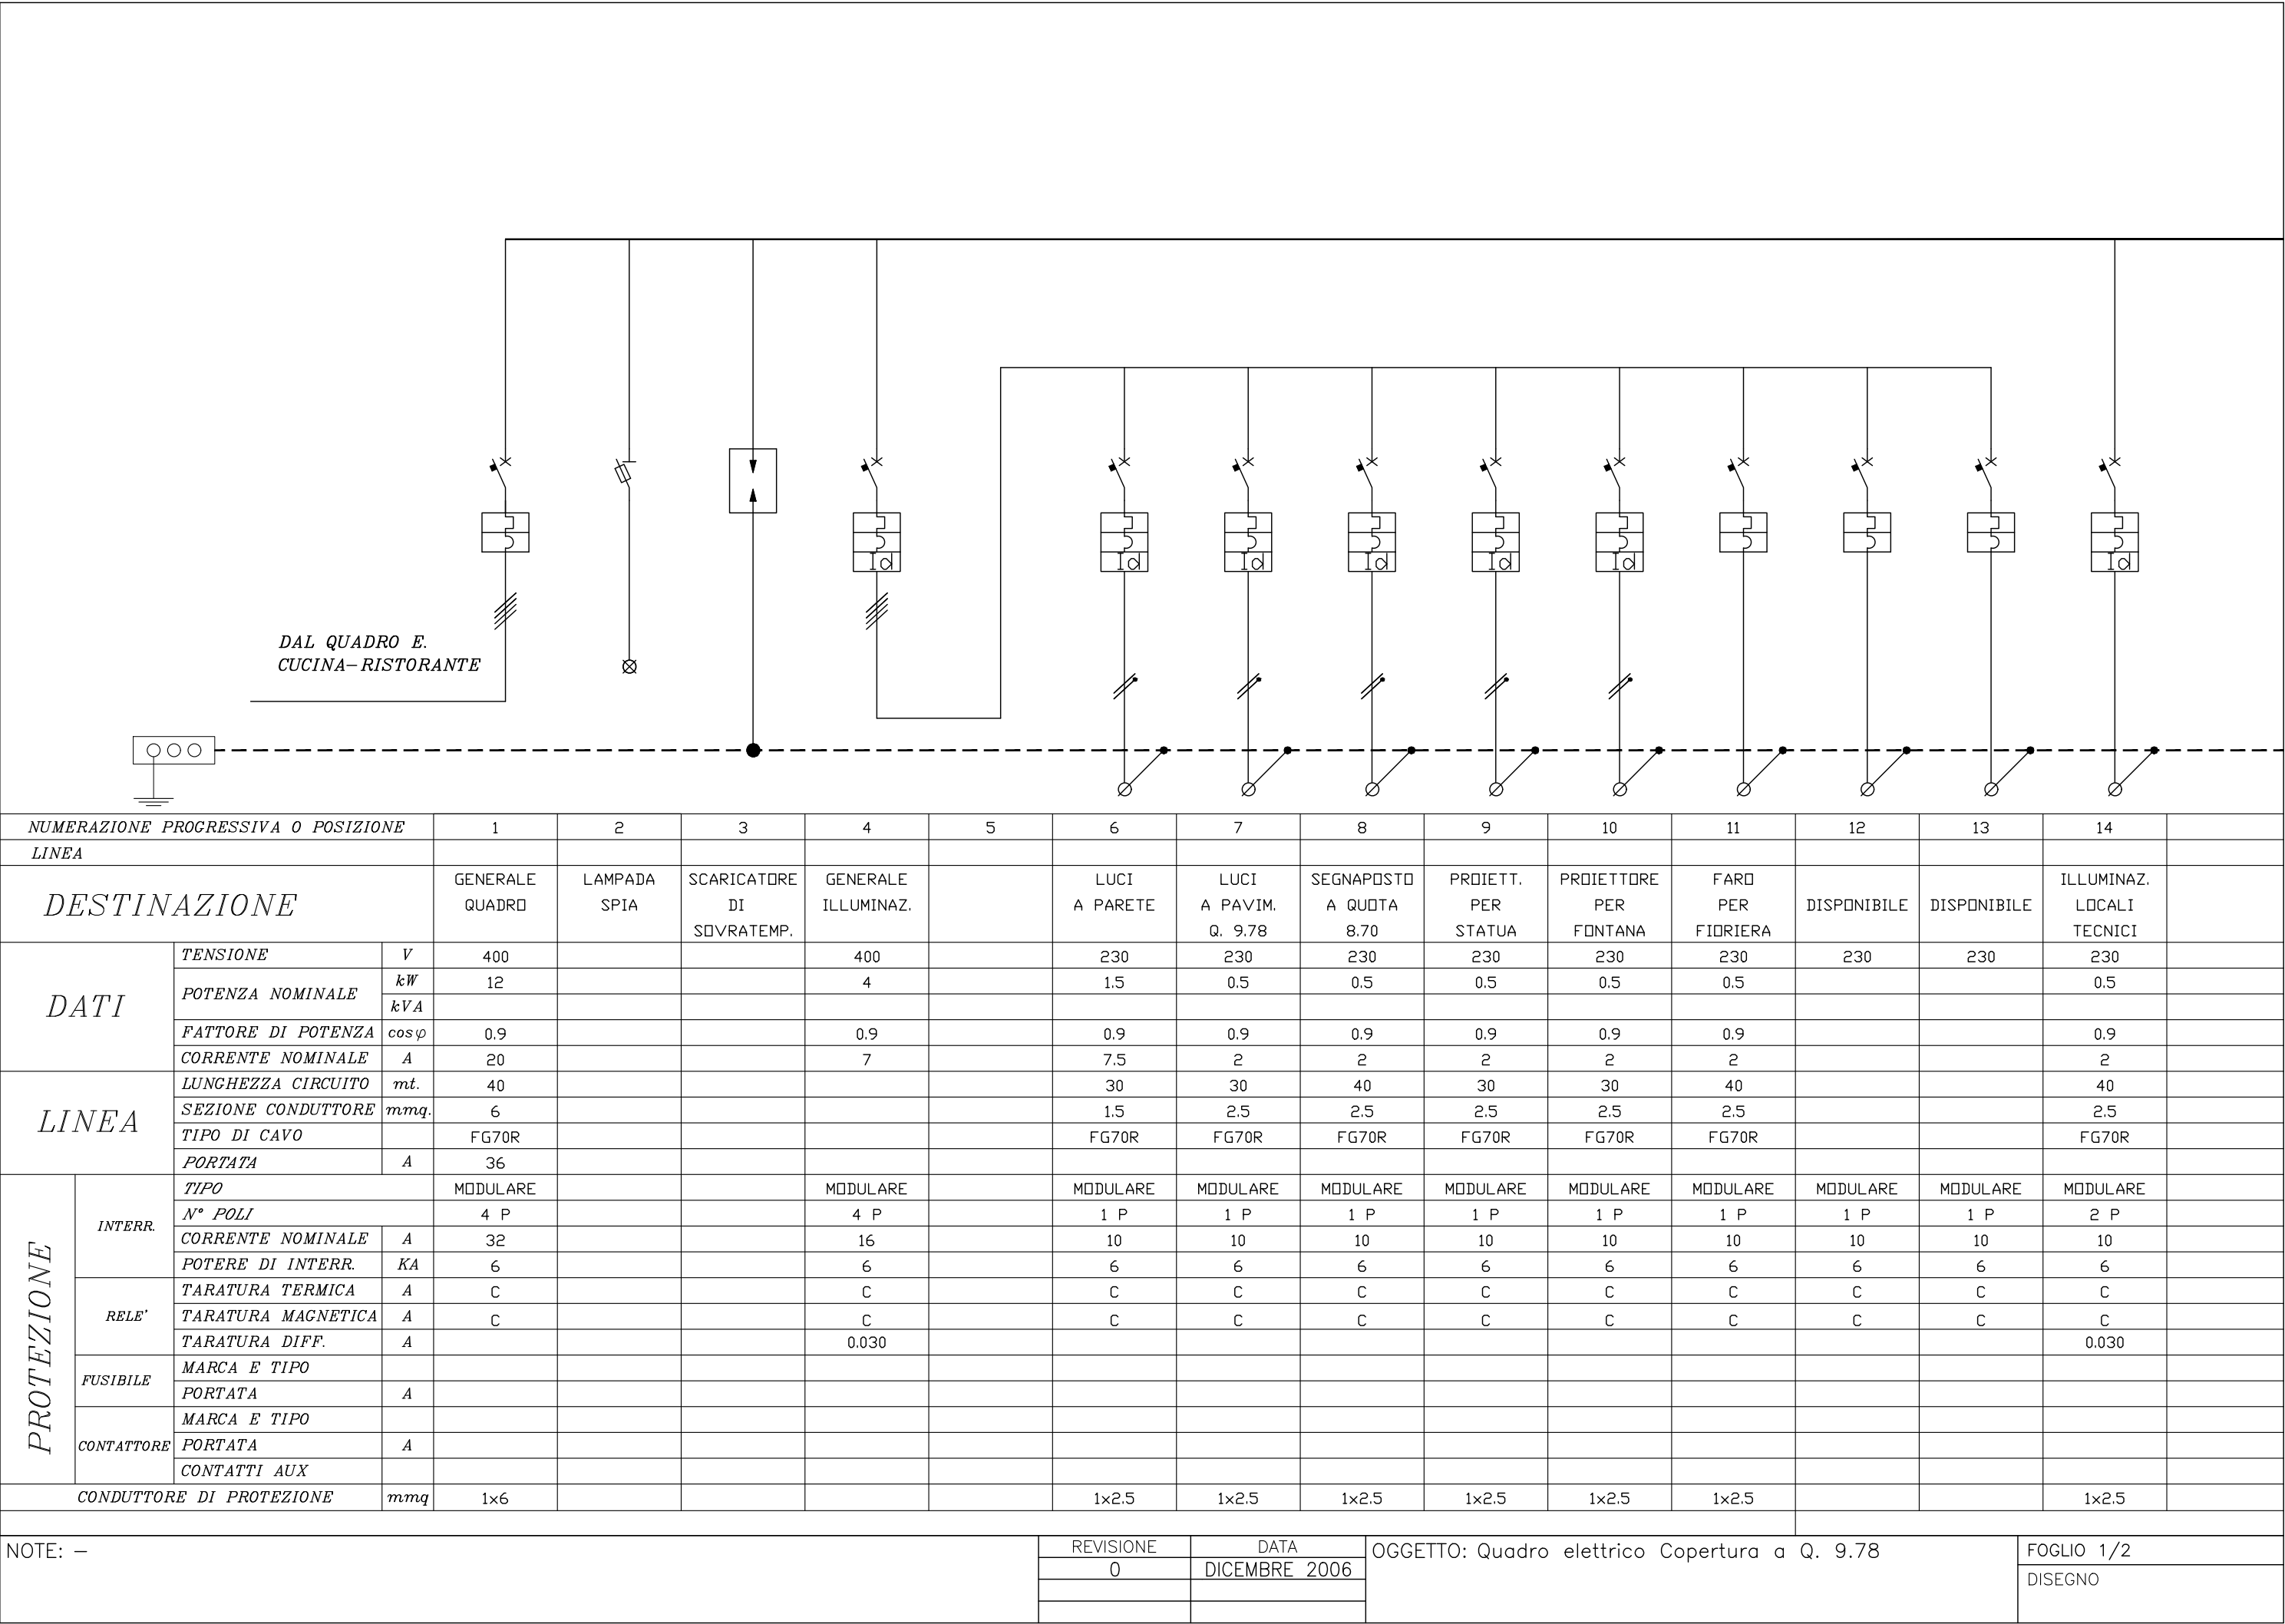 DAL QUADRO E.
CUCINA-RISTORANTE
Id Id Id Id Id Id Id
NUMERAZIONE PROGRESSIVA O POSIZIONE 1 2 3 4 5 6 7 8 9 10 11 12 13 14
LINEA
DESTINAZIONE
GENERALE QUADRO
LAMPADA SPIA
SCARICATORE DI SOVRATEMP.
GENERALE ILLUMINAZ.
LUCI A PARETE
LUCI A PAVIM. Q. 9.78
SEGNAPOSTO A QUOTA 8.70
PROIETT. PER STATUA
PROIETTORE PER FONTANA
FARO PER FIORIERA
DISPONIBILE
DISPONIBILE
ILLUMINAZ. LOCALI TECNICI
DATI
TENSIONE V 400 400 230 230 230 230 230 230 230 230 230
POTENZA NOMINALE kW 12 4 1.5 0.5 0.5 0.5 0.5 0.5 0.5
kVA
FATTORE DI POTENZA cosφ 0.9 0.9 0.9 0.9 0.9 0.9 0.9 0.9 0.9
CORRENTE NOMINALE A 20 7 7.5 2 2 2 2 2 2
LINEA
LUNGHEZZA CIRCUITO mt. 40 30 30 40 30 30 40 40
SEZIONE CONDUTTORE mmq. 6 1.5 2.5 2.5 2.5 2.5 2.5 2.5
TIPO DI CAVO FG70R FG70R FG70R FG70R FG70R FG70R FG70R FG70R
PORTATA A 36
PROTEZIONE
INTERR.
TIPO MODULARE MODULARE MODULARE MODULARE MODULARE MODULARE MODULARE MODULARE MODULARE MODULARE MODULARE
N° POLI 4 P 4 P 1 P 1 P 1 P 1 P 1 P 1 P 1 P 1 P 2 P
CORRENTE NOMINALE A 32 16 10 10 10 10 10 10 10 10 10
POTERE DI INTERR. KA 6 6 6 6 6 6 6 6 6 6 6
RELE'
TARATURA TERMICA A C C C C C C C C C C C
TARATURA MAGNETICA A C C C C C C C C C C C
TARATURA DIFF. A 0.030 0.030
FUSIBILE
MARCA E TIPO
PORTATA A
CONTATTORE
MARCA E TIPO
PORTATA A
CONTATTI AUX
CONDUTTORE DI PROTEZIONE mmq 1x6 1x2.5 1x2.5 1x2.5 1x2.5 1x2.5 1x2.5 1x2.5
NOTE: -
REVISIONE DATA
0 DICEMBRE 2006
OGGETTO: Quadro elettrico Copertura a Q. 9.78
FOGLIO 1/2
DISEGNO